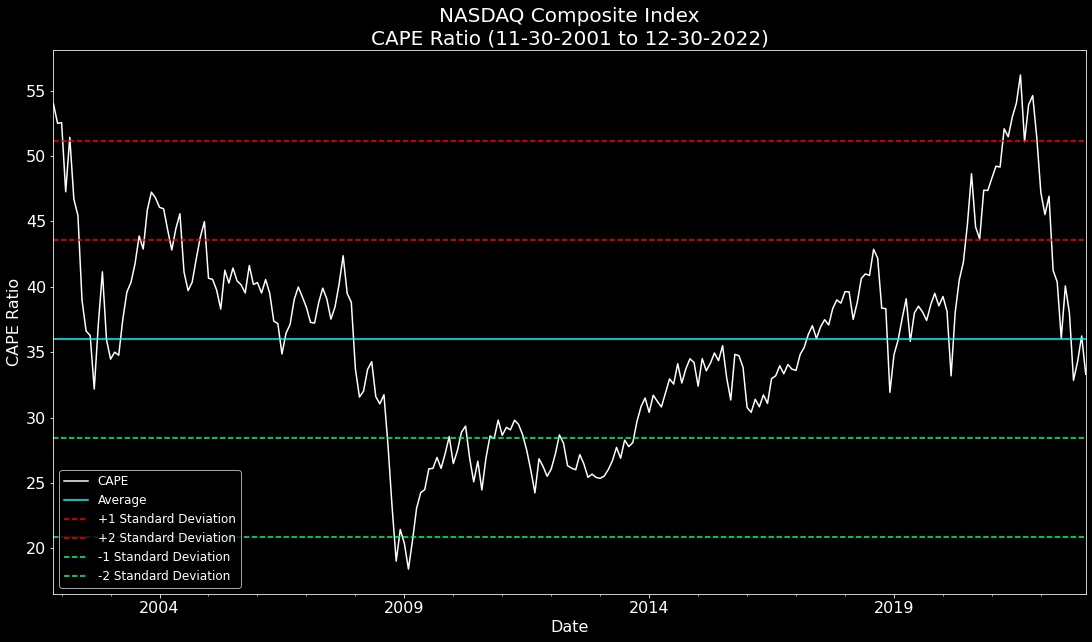 NASDAQ Composite Index
CAPE Ratio (11-30-2001 to 12-30-2022)
CAPE Ratio
55
50
45
40
35
30
25
20
CAPE
Average
+1 Standard Deviation
+2 Standard Deviation
-1 Standard Deviation
-2 Standard Deviation
2004
2009
2014
2019
Date